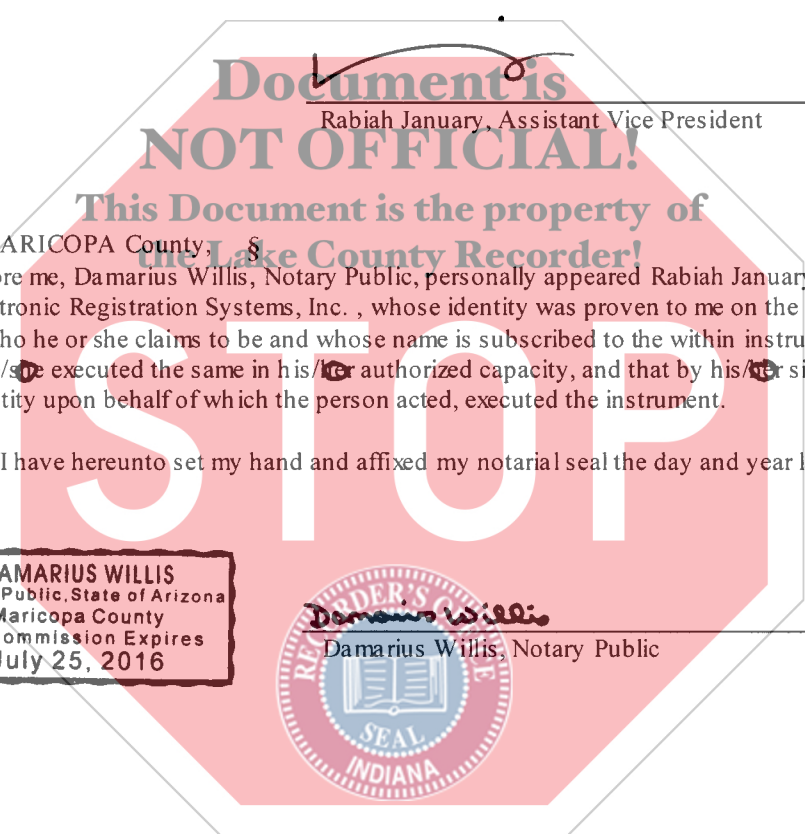 Document is
Rabiah January, Assistant Vice President
NOT OFFICIAL!
This Document is the property of
the Lake County Recorder!
ARICOPA County, §
re me, Damarius Willis, Notary Public, personally appeared Rabiah January
tronic Registration Systems, Inc. , whose identity was proven to me on the
ho he or she claims to be and whose name is subscribed to the within instru
/she executed the same in his/her authorized capacity, and that by his/her si
tity upon behalf of which the person acted, executed the instrument.
STOP
I have hereunto set my hand and affixed my notarial seal the day and year
AMARIUS WILLIS
Public, State of Arizona
Maricopa County
ommission Expires
July 25, 2016
Damarius Willis
Damarius Willis, Notary Public
RECORDER'S OFFICE
SEAL
INDIANA